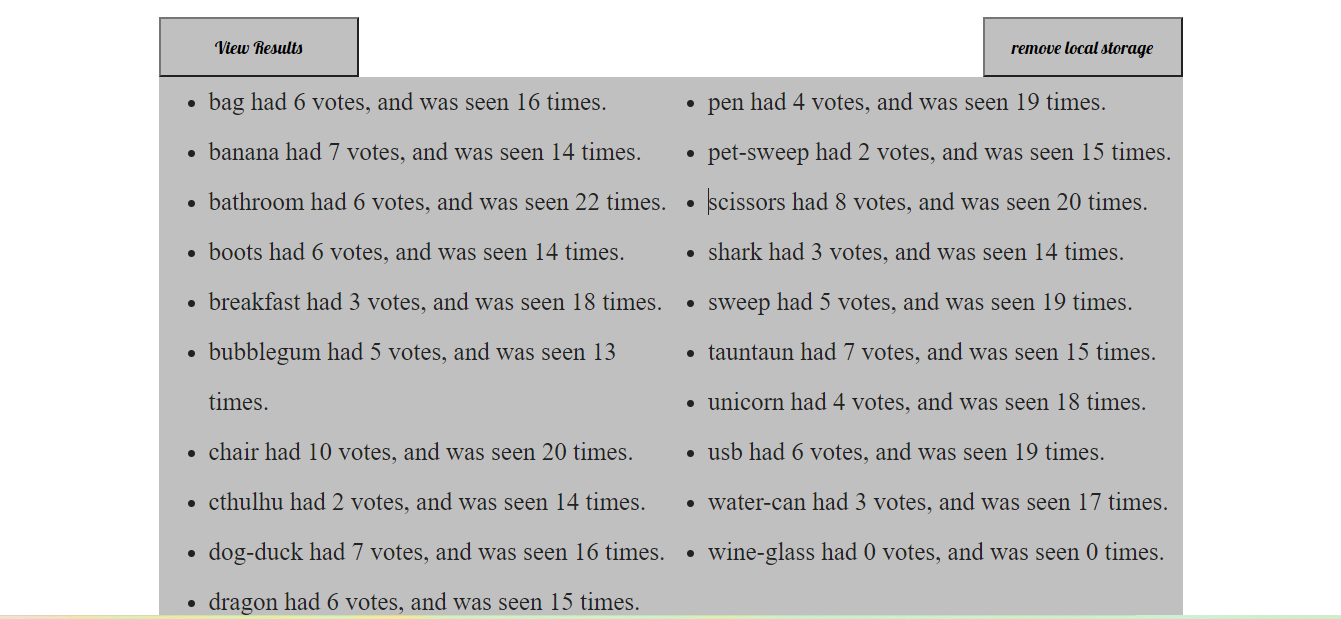 View Results
remove local storage
bag had 6 votes, and was seen 16 times.
banana had 7 votes, and was seen 14 times.
bathroom had 6 votes, and was seen 22 times.
boots had 6 votes, and was seen 14 times.
breakfast had 3 votes, and was seen 18 times.
bubblegum had 5 votes, and was seen 13
times.
chair had 10 votes, and was seen 20 times.
cthulhu had 2 votes, and was seen 14 times.
dog-duck had 7 votes, and was seen 16 times.
dragon had 6 votes, and was seen 15 times.
pen had 4 votes, and was seen 19 times.
pet-sweep had 2 votes, and was seen 15 times.
scissors had 8 votes, and was seen 20 times.
shark had 3 votes, and was seen 14 times.
sweep had 5 votes, and was seen 19 times.
tauntaun had 7 votes, and was seen 15 times.
unicorn had 4 votes, and was seen 18 times.
usb had 6 votes, and was seen 19 times.
water-can had 3 votes, and was seen 17 times.
wine-glass had 0 votes, and was seen 0 times.